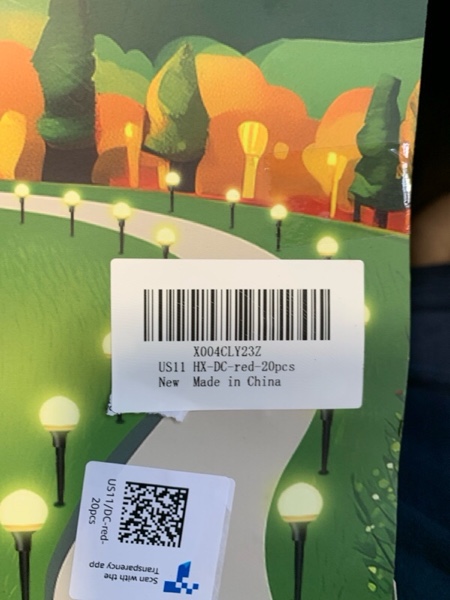 X004CLY23Z
US11 HX-DC-red-20pcs
New Made in China
US11/DC-red-
20pcs
Scan with the
Transparency app